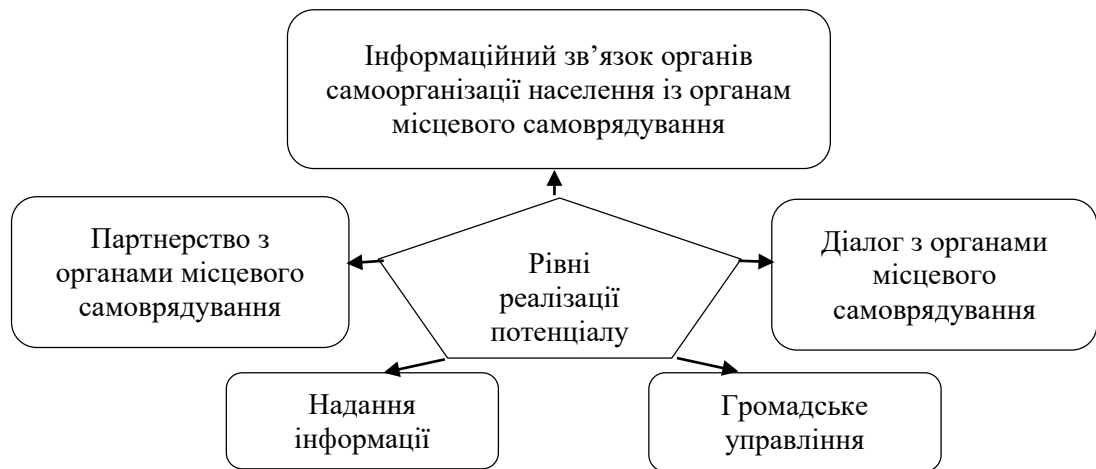 Інформаційний зв’язок органів
самоорганізації населення із органам
місцевого самоврядування
Партнерство з
органами місцевого
самоврядування
Рівні
реалізації
потенціалу
Діалог з органами
місцевого
самоврядування
Надання
інформації
Громадське
управління